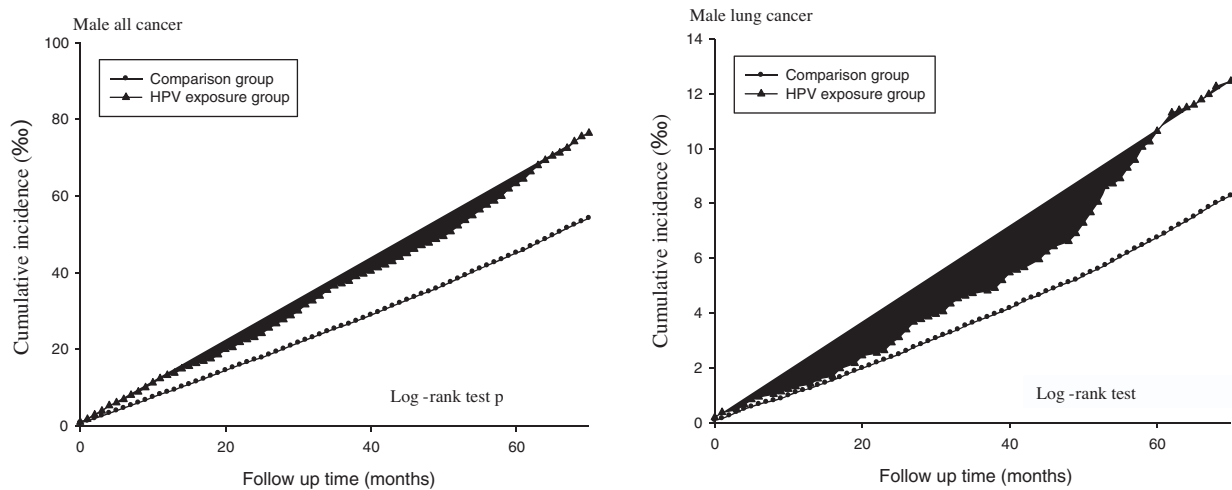 Male all cancer
100
80
60
40
20
0
Cumulative incidence (‱)
Comparison group
HPV exposure group
Log -rank test p
0 20 40 60
Follow up time (months)
Male lung cancer
14
12
10
8
6
4
2
0
Cumulative incidence (‱)
Comparison group
HPV exposure group
Log -rank test
0 20 40 60
Follow up time (months)